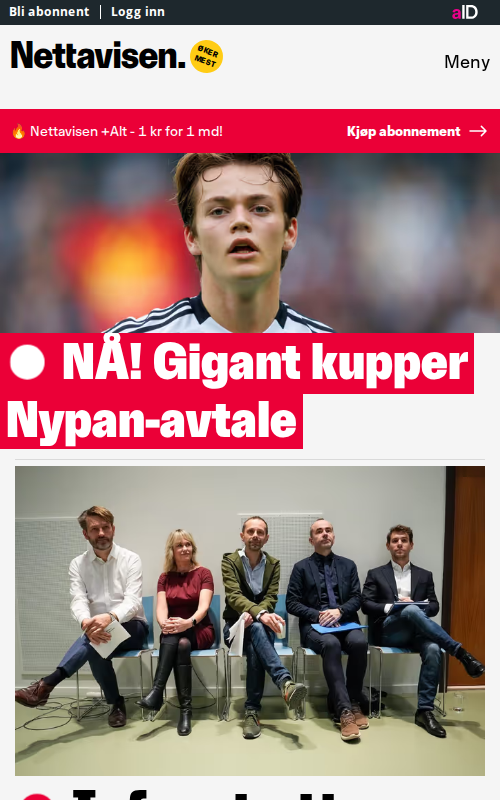 Bli abonnent
Logg inn
aID
Nettavisen.
ØKER
MEST
Meny
🔥 Nettavisen +Alt - 1 kr for 1 md!
Kjøp abonnement →
NÅ! Gigant kupper
Nypan-avtale